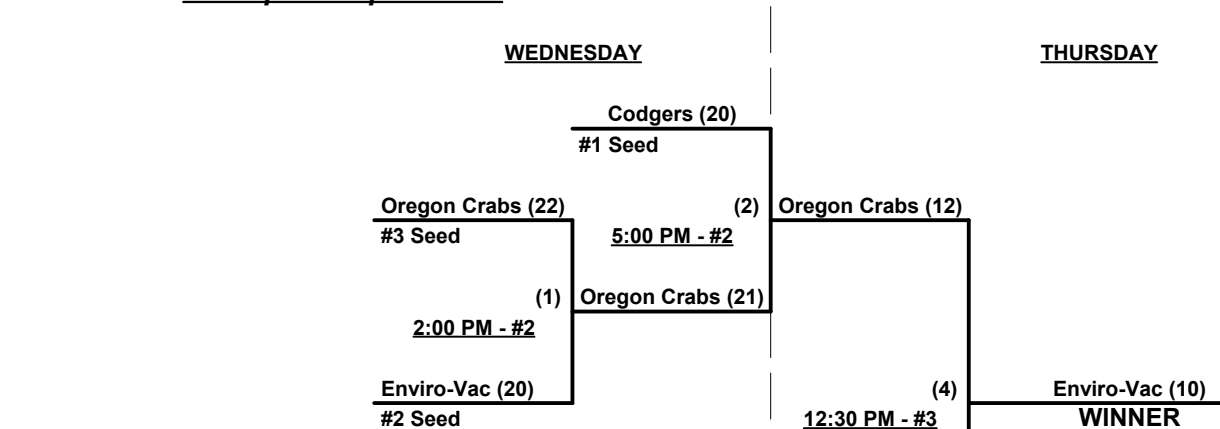 WEDNESDAY THURSDAY
Codgers (20)
#1 Seed
Oregon Crabs (22) (2) Oregon Crabs (12)
#3 Seed 5:00 PM - #2
(1) Oregon Crabs (21)
2:00 PM - #2
Enviro-Vac (20) (4) Enviro-Vac (10)
#2 Seed 12:30 PM - #3 WINNER